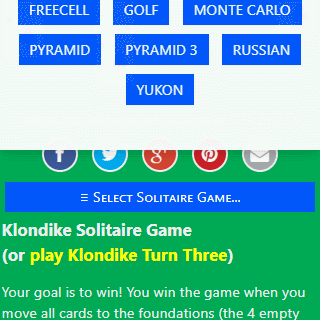 FREECELL GOLF MONTE CARLO
PYRAMID PYRAMID 3 RUSSIAN
YUKON
f g+
≡ Select Solitaire Game...
Klondike Solitaire Game
(or play Klondike Turn Three)
Your goal is to win! You win the game when you
move all cards to the foundations (the 4 empty